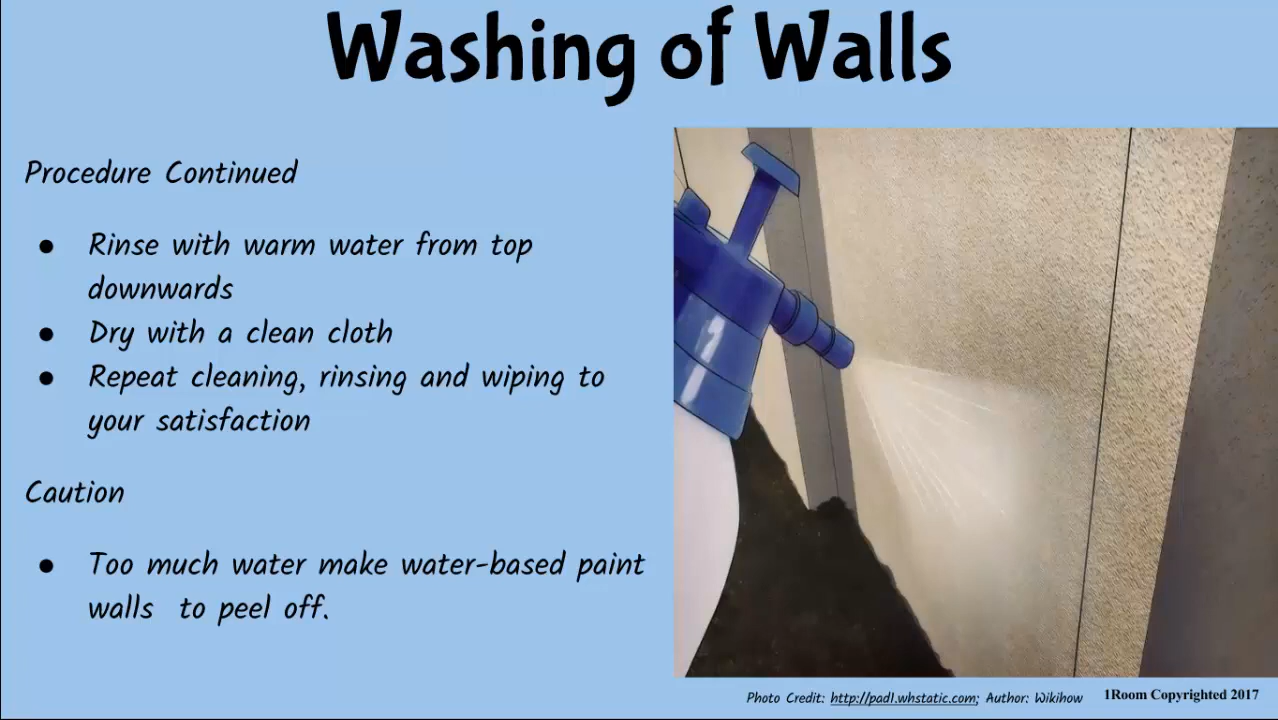 Washing of Walls
Procedure Continued
● Rinse with warm water from top
downwards
● Dry with a clean cloth
● Repeat cleaning, rinsing and wiping to
your satisfaction
Caution
● Too much water make water-based paint
walls to peel off.
Photo Credit: http://pad1.whstatic.com; Author: Wikihow
1Room Copyrighted 2017